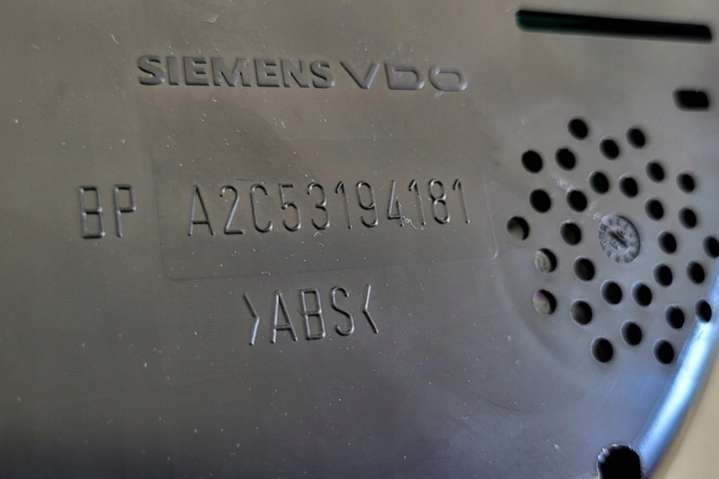 SIEMENS VDO
BP A2C53194181
>ABS<